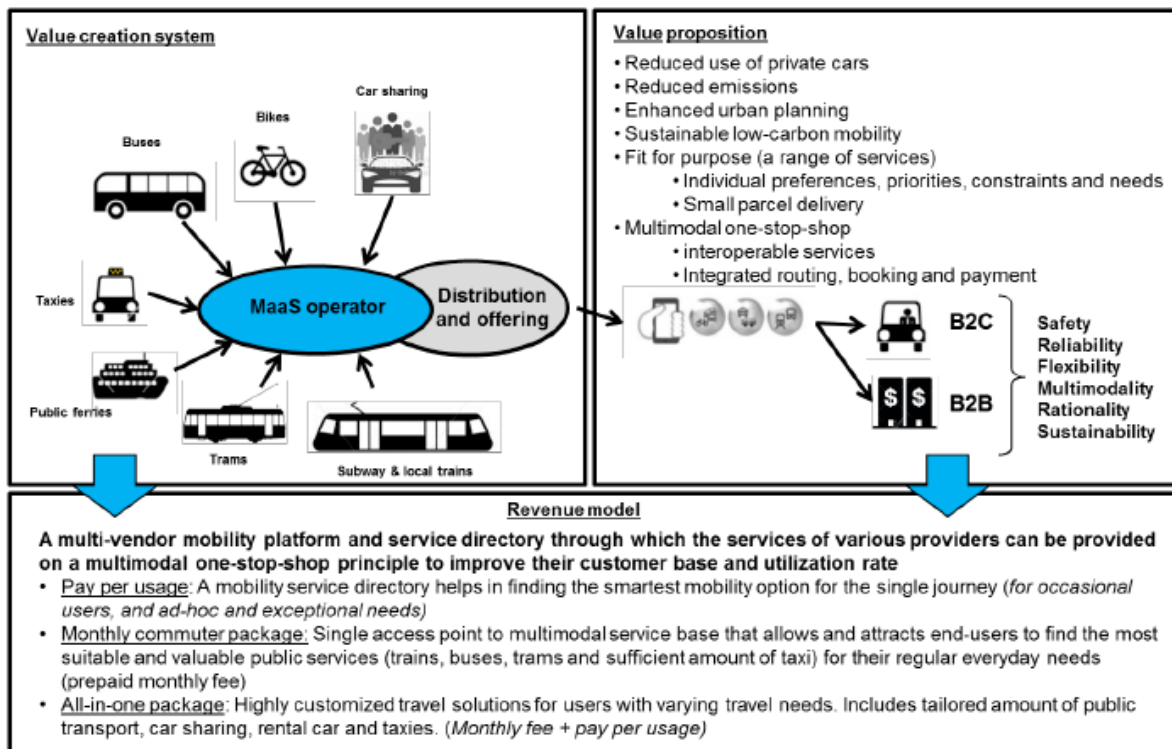 Value creation system
Car sharing
Bikes
Buses
Taxies
MaaS operator
Distribution
and offering
Public ferries
Trams
Subway & local trains
Value proposition
• Reduced use of private cars
• Reduced emissions
• Enhanced urban planning
• Sustainable low-carbon mobility
• Fit for purpose (a range of services)
• Individual preferences, priorities, constraints and needs
• Small parcel delivery
• Multimodal one-stop-shop
• interoperable services
• Integrated routing, booking and payment
B2C
$ $
B2B
Safety
Reliability
Flexibility
Multimodality
Rationality
Sustainability
Revenue model
A multi-vendor mobility platform and service directory through which the services of various providers can be provided
on a multimodal one-stop-shop principle to improve their customer base and utilization rate
• Pay per usage: A mobility service directory helps in finding the smartest mobility option for the single journey (for occasional
users, and ad-hoc and exceptional needs)
• Monthly commuter package: Single access point to multimodal service base that allows and attracts end-users to find the most
suitable and valuable public services (trains, buses, trams and sufficient amount of taxi) for their regular everyday needs
(prepaid monthly fee)
• All-in-one package: Highly customized travel solutions for users with varying travel needs. Includes tailored amount of public
transport, car sharing, rental car and taxies. (Monthly fee + pay per usage)